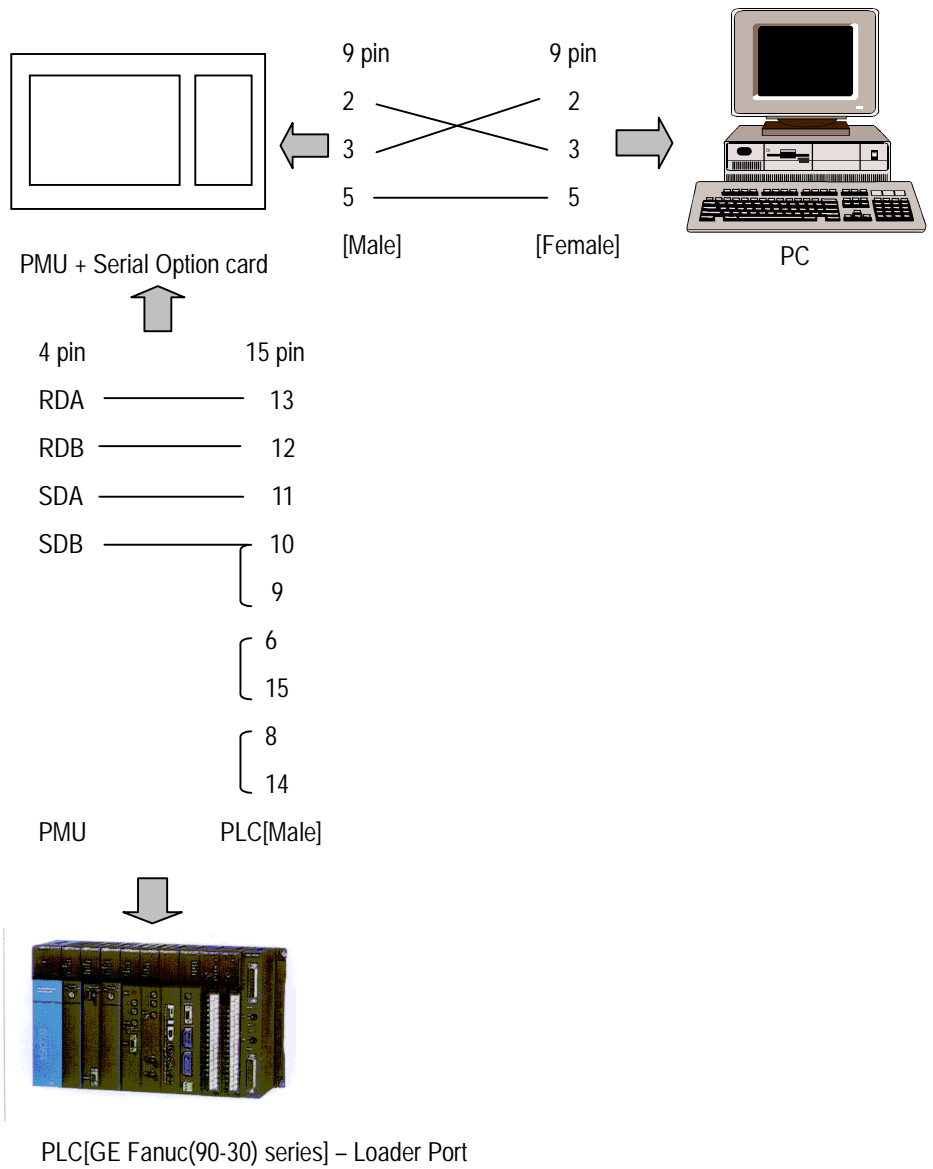 9 pin 9 pin
2 2
3 3
5 5
[Male] [Female]
PC
PMU + Serial Option card
4 pin 15 pin
RDA 13
RDB 12
SDA 11
SDB 10
9
6
15
8
14
PMU PLC[Male]
PID
PLC[GE Fanuc(90-30) series] – Loader Port